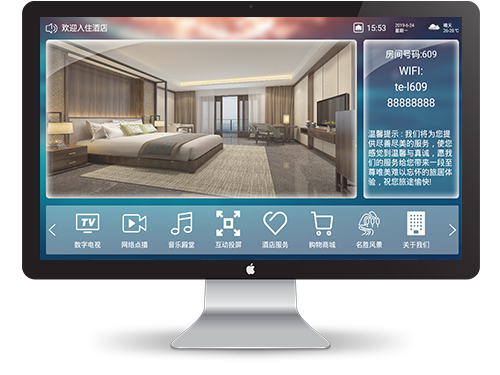 欢迎入住酒店
15:53
2019-6-24
星期一
晴天
26-28℃
房间号码:609
WIFI:
te-l609
88888888
温馨提示：我们将为您提
供尽善尽美的服务，使您
感觉到温馨与真诚，愿我
们的服务给您带来一段至
尊唯美难以忘怀的旅居体
验，祝您旅途愉快!
TV
数字电视
网络点播
音乐殿堂
互动投屏
酒店服务
购物商城
名胜风景
关于我们